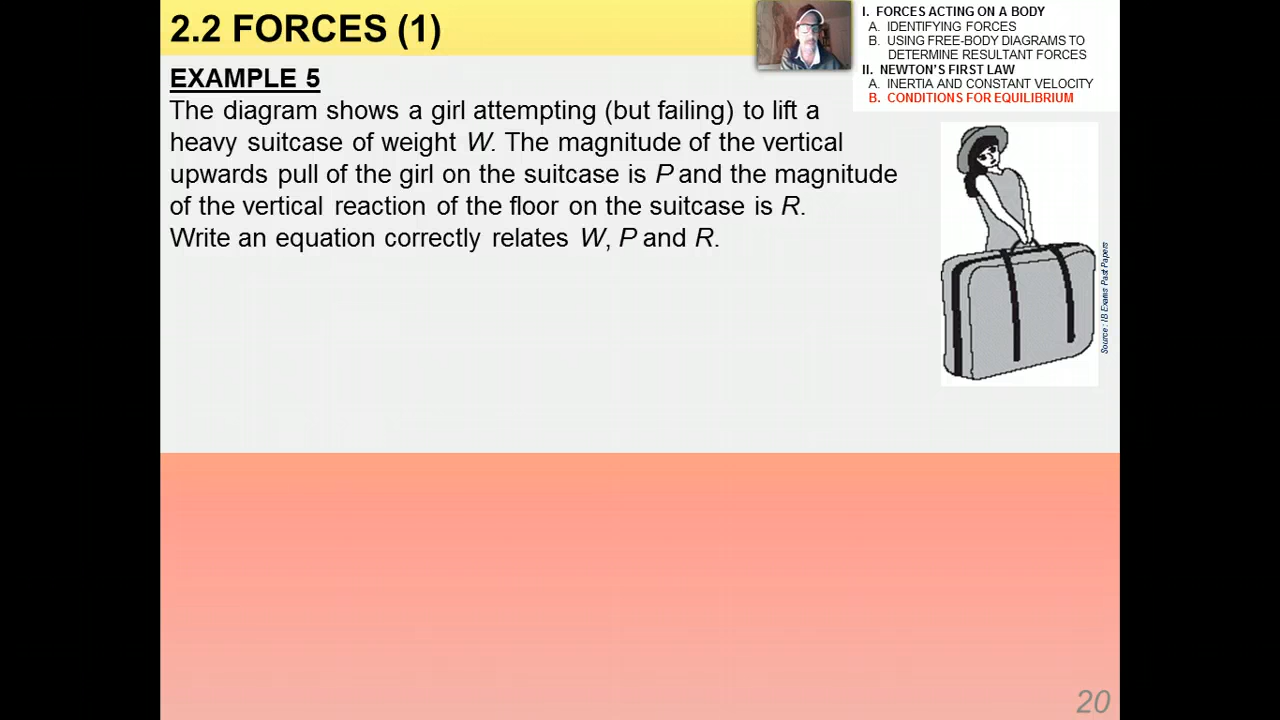 2.2 FORCES (1)
I. FORCES ACTING ON A BODY
A. IDENTIFYING FORCES
B. USING FREE-BODY DIAGRAMS TO
DETERMINE RESULTANT FORCES
II. NEWTON'S FIRST LAW
A. INERTIA AND CONSTANT VELOCITY
B. CONDITIONS FOR EQUILIBRIUM
EXAMPLE 5
The diagram shows a girl attempting (but failing) to lift a
heavy suitcase of weight W. The magnitude of the vertical
upwards pull of the girl on the suitcase is P and the magnitude
of the vertical reaction of the floor on the suitcase is R.
Write an equation correctly relates W, P and R.
Source: IB Exams Past Papers
20